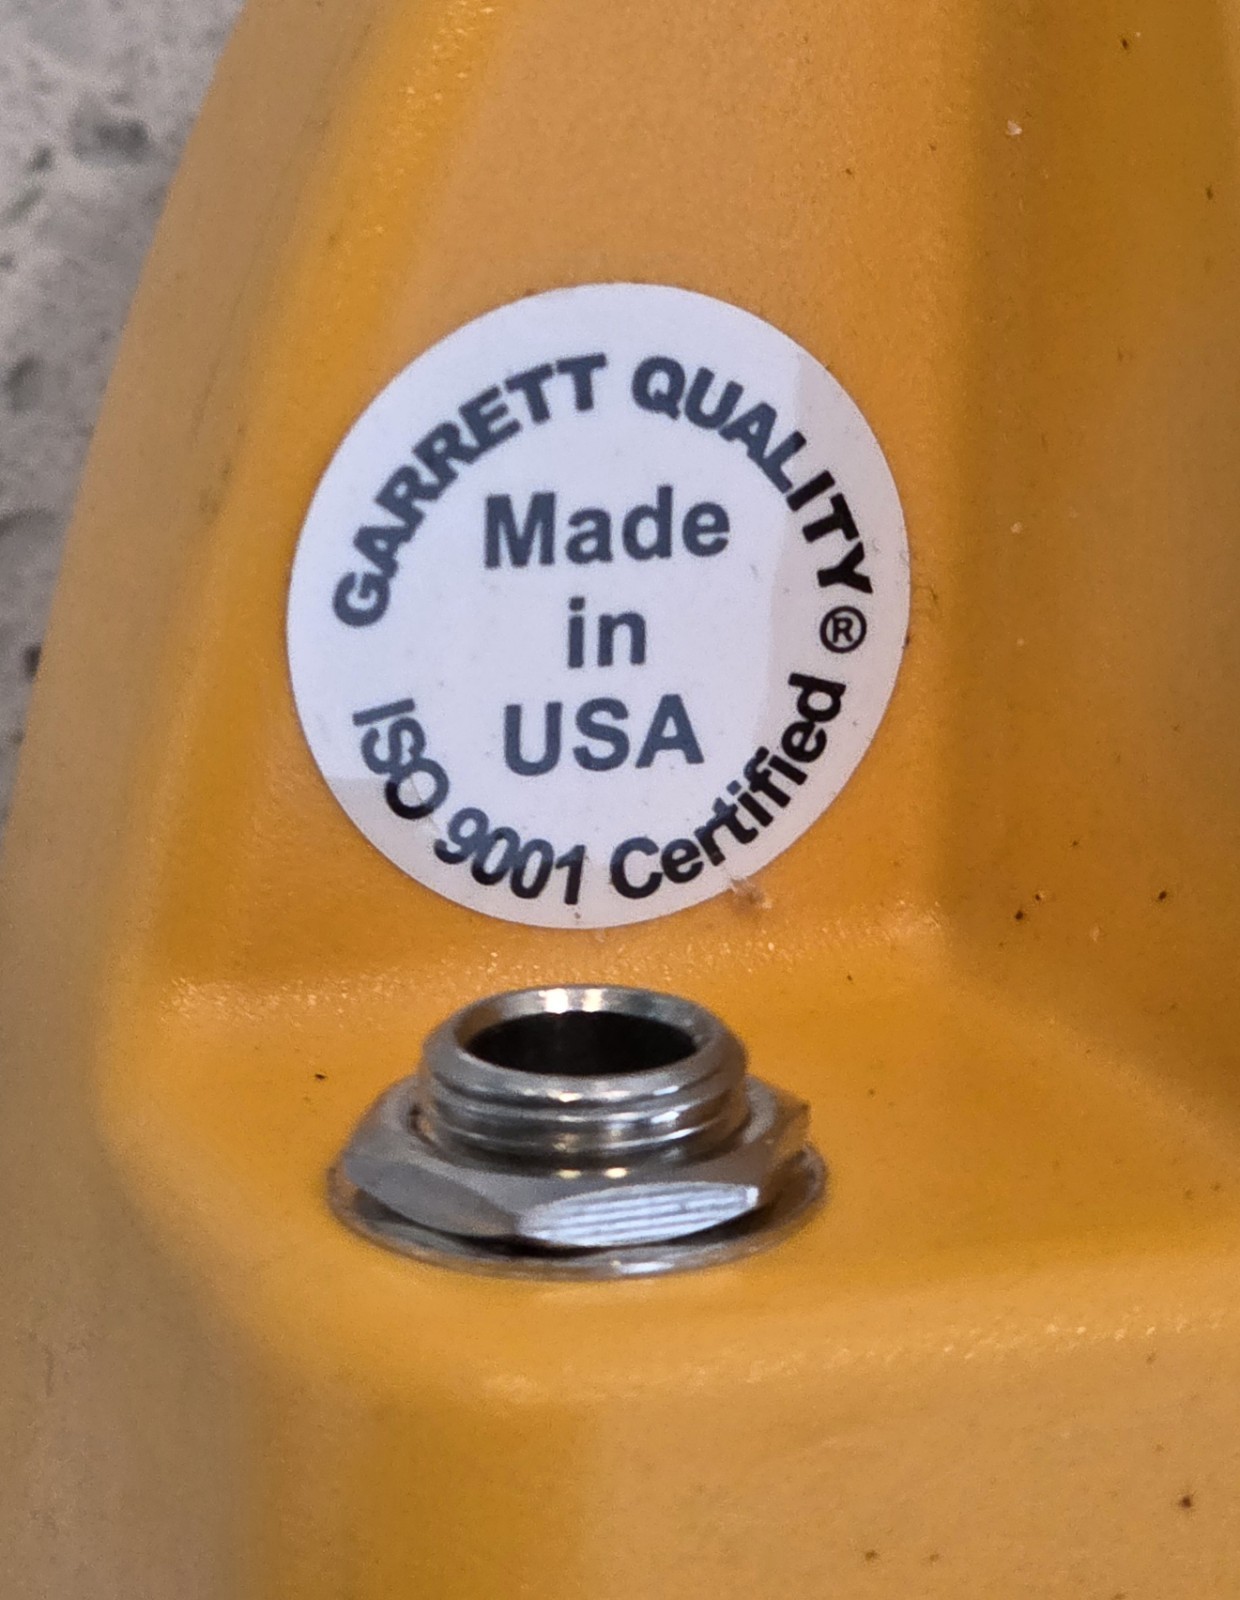 GARRETT QUALITY ®
Made
in
USA
ISO 9001 Certified